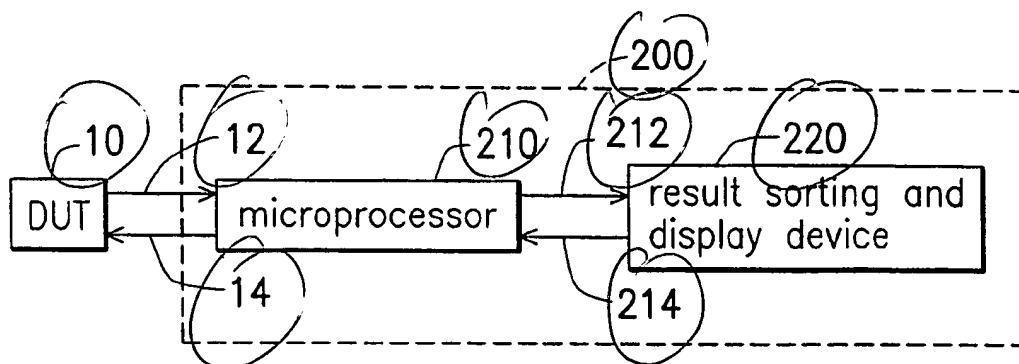 200
10
12
210
212
220
DUT
microprocessor
result sorting and
display device
14
214